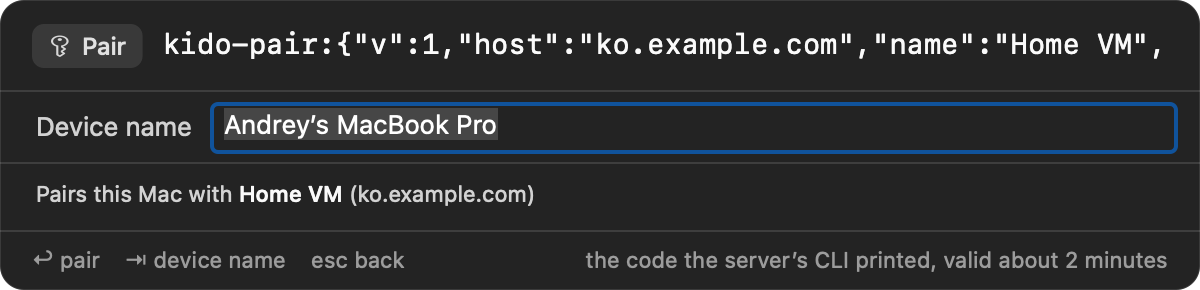 Pair kido-pair:{"v":1,"host":"ko.example.com","name":"Home VM",
Device name Andrey’s MacBook Pro
Pairs this Mac with Home VM (ko.example.com)
↩ pair ⇥ device name esc back the code the server’s CLI printed, valid about 2 minutes